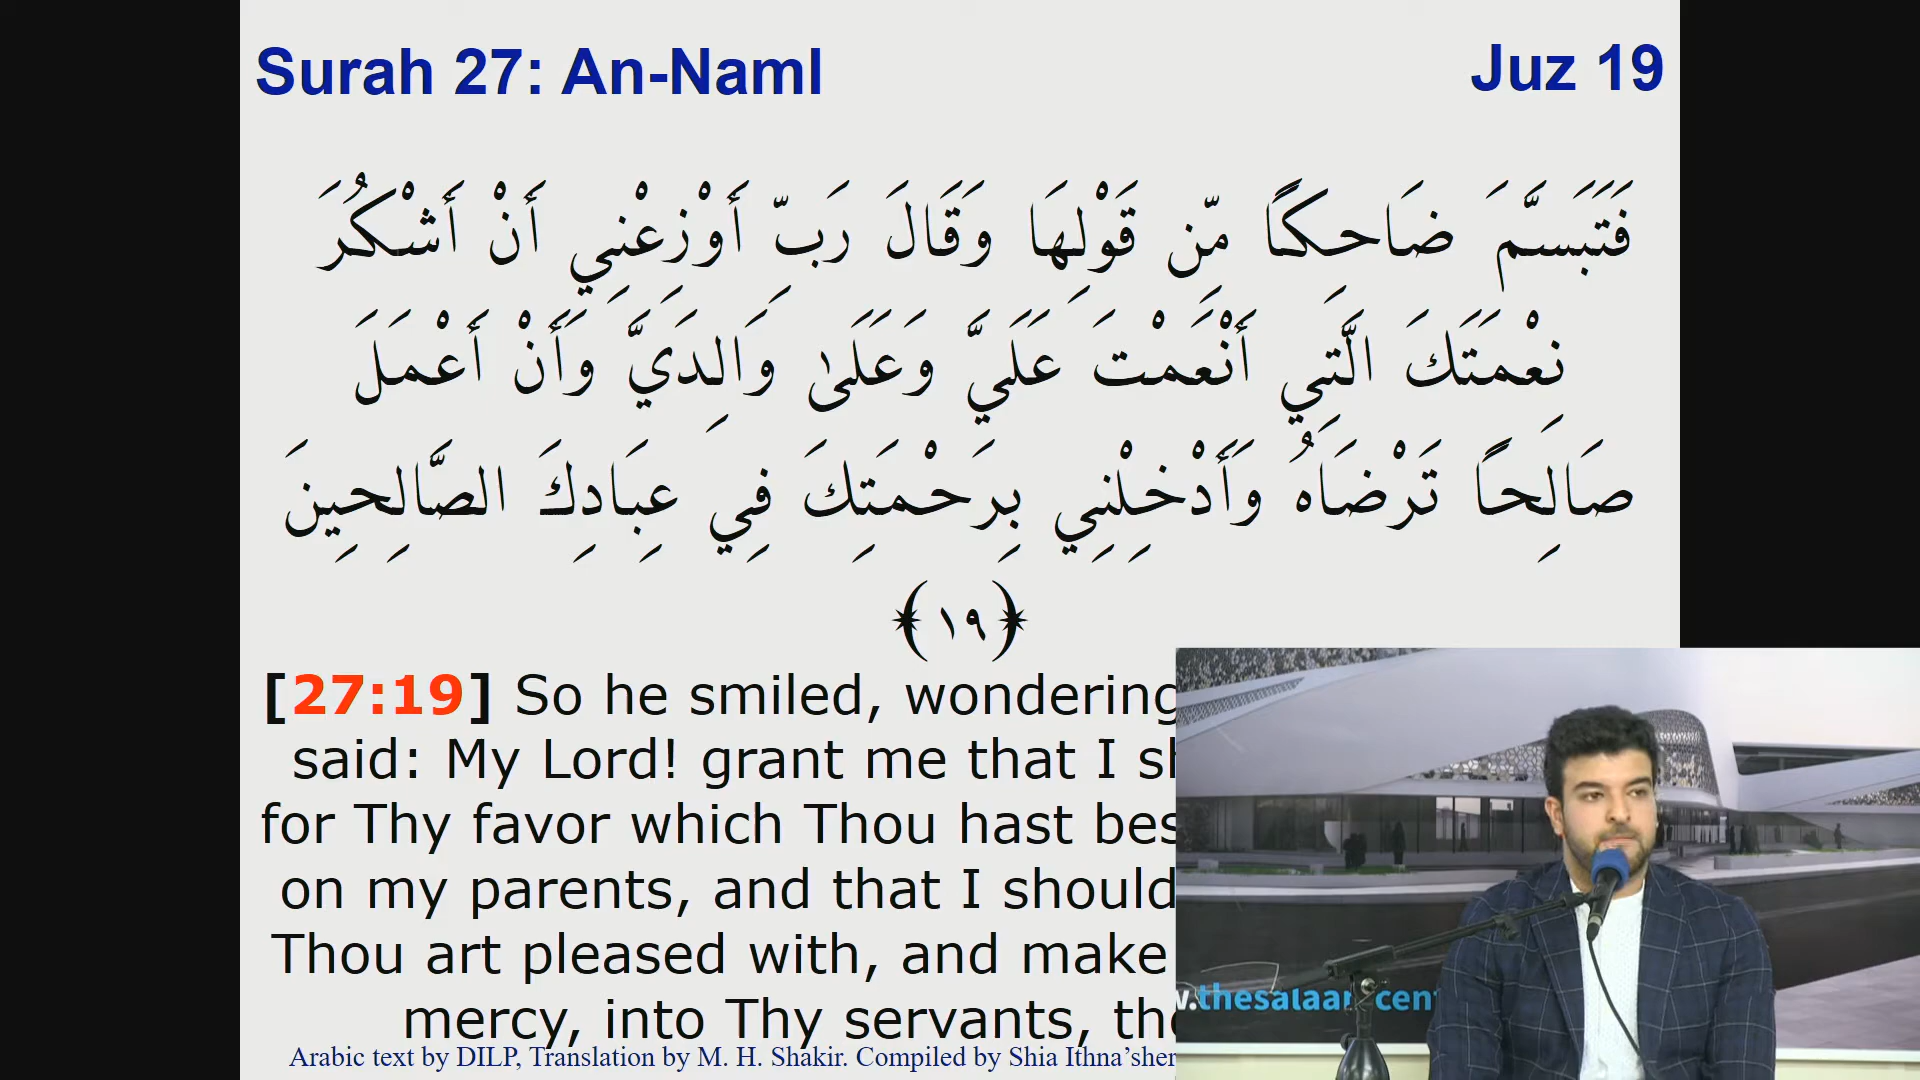 Surah 27: An-Naml
Juz 19
فَتَبَسَّمَ ضَاحِكًا مِّن قَوْلِهَا وَقَالَ رَبِّ أَوْزِعْنِي أَنْ أَشْكُرَ
نِعْمَتَكَ الَّتِي أَنْعَمْتَ عَلَيَّ وَعَلَىٰ وَالِدَيَّ وَأَنْ أَعْمَلَ
صَالِحًا تَرْضَاهُ وَأَدْخِلْنِي بِرَحْمَتِكَ فِي عِبَادِكَ الصَّالِحِينَ
﴿١٩﴾
[27:19] So he smiled, wondering
said: My Lord! grant me that I sh
for Thy favor which Thou hast bes
on my parents, and that I should
Thou art pleased with, and make
mercy, into Thy servants, the
Arabic text by DILP, Translation by M. H. Shakir. Compiled by Shia Ithna’sher
w.thesalaamcent